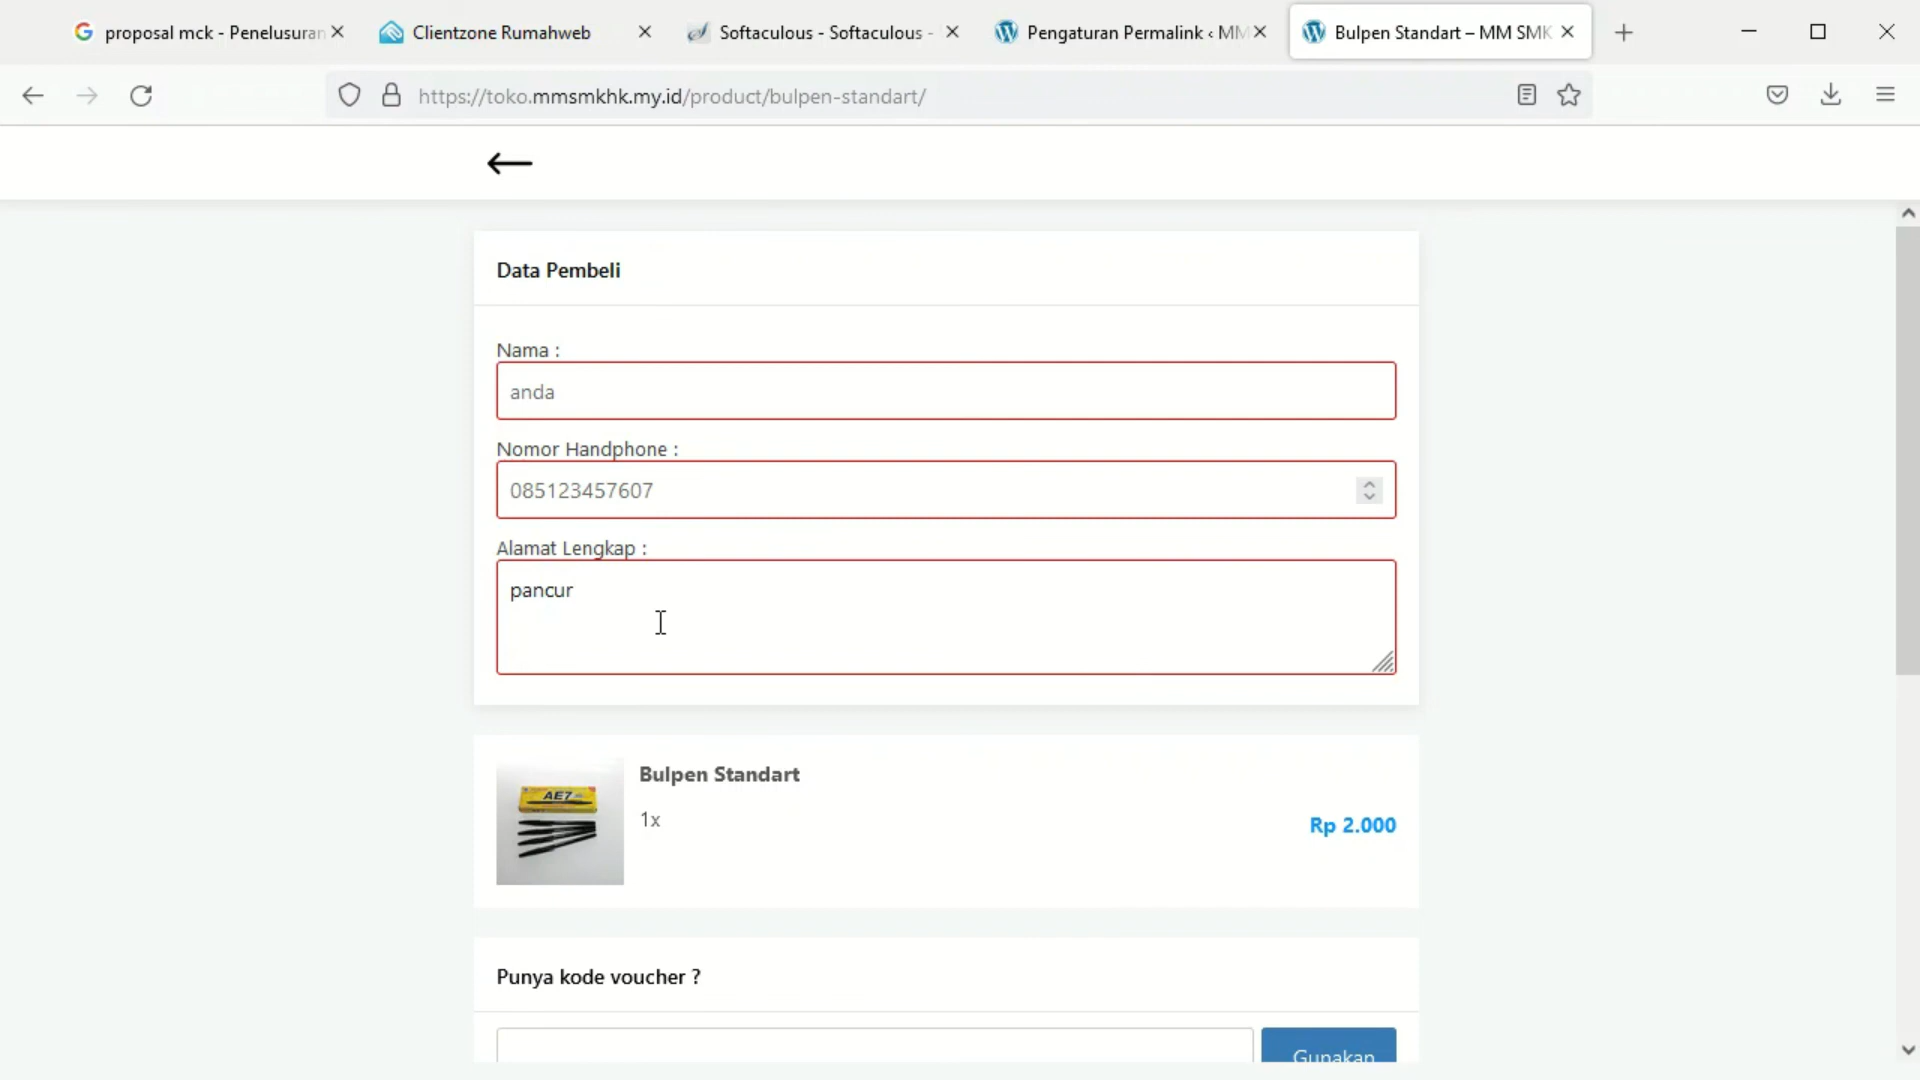 proposal mck - Penelusuran
Clientzone Rumahweb
Softaculous - Softaculous -
Pengaturan Permalink ‹ MM
Bulpen Standart – MM SMK
https://toko.mmsmkhk.my.id/product/bulpen-standart/
Data Pembeli
Nama :
anda
Nomor Handphone :
085123457607
Alamat Lengkap :
pancur
AE7
Bulpen Standart
1x
Rp 2.000
Punya kode voucher ?
Gunakan